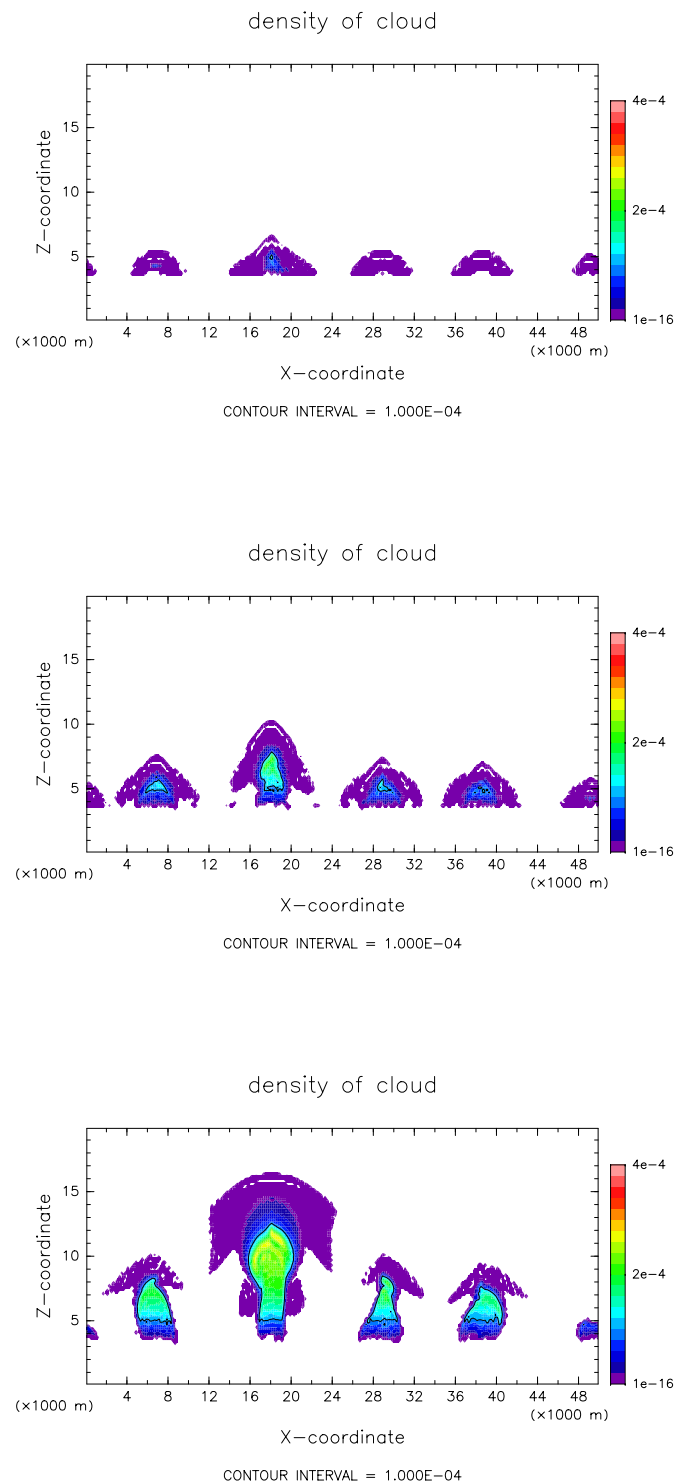 density of cloud
Z-coordinate
15
10
5
4e-4
2e-4
1e-16
4 8 12 16 20 24 28 32 36 40 44 48
(×1000 m) (×1000 m)
X-coordinate
CONTOUR INTERVAL = 1.000E-04
density of cloud
Z-coordinate
15
10
5
4e-4
2e-4
1e-16
4 8 12 16 20 24 28 32 36 40 44 48
(×1000 m) (×1000 m)
X-coordinate
CONTOUR INTERVAL = 1.000E-04
density of cloud
Z-coordinate
15
10
5
4e-4
2e-4
1e-16
4 8 12 16 20 24 28 32 36 40 44 48
(×1000 m) (×1000 m)
X-coordinate
CONTOUR INTERVAL = 1.000E-04